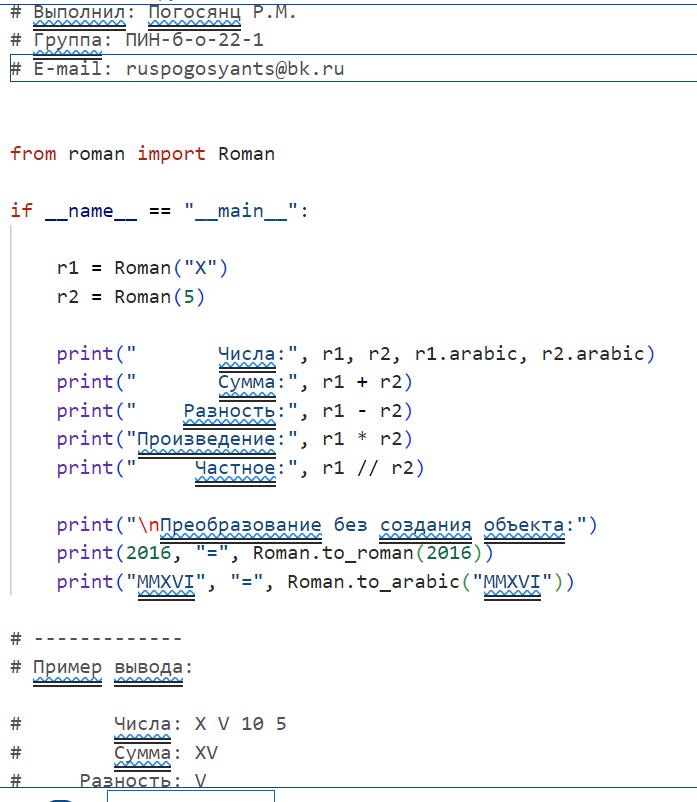 # Выполнил: Погосянц Р.М.
# Группа: ПИН-б-о-22-1
# E-mail: ruspogosyants@bk.ru
from roman import Roman
if __name__ == "__main__":
    r1 = Roman("X")
    r2 = Roman(5)
    print("       Числа:", r1, r2, r1.arabic, r2.arabic)
    print("       Сумма:", r1 + r2)
    print("    Разность:", r1 - r2)
    print("Произведение:", r1 * r2)
    print("     Частное:", r1 // r2)
    print("\nПреобразование без создания объекта:")
    print(2016, "=", Roman.to_roman(2016))
    print("MMXVI", "=", Roman.to_arabic("MMXVI"))
# -------------
# Пример вывода:
#        Числа: X V 10 5
#        Сумма: XV
#     Разность: V